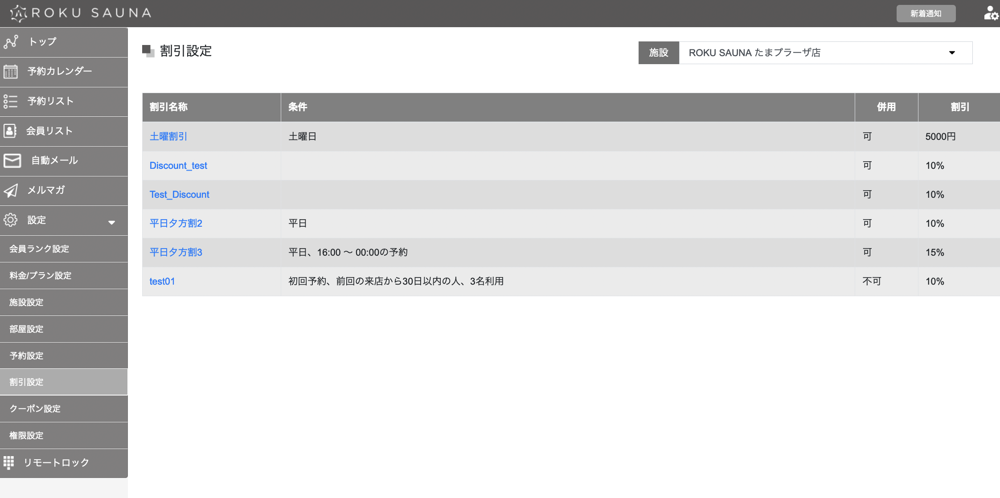 ROKU SAUNA
新着通知
トップ
予約カレンダー
予約リスト
会員リスト
自動メール
メルマガ
設定
会員ランク設定
料金/プラン設定
施設設定
部屋設定
予約設定
割引設定
クーポン設定
権限設定
リモートロック
割引設定
施設 ROKU SAUNA たまプラーザ店
割引名称 条件 併用 割引
土曜割引 土曜日 可 5000円
Discount_test 可 10%
Test_Discount 可 10%
平日夕方割2 平日 可 10%
平日夕方割3 平日、16:00 〜 00:00の予約 可 15%
test01 初回予約、前回の来店から30日以内の人、3名利用 不可 10%